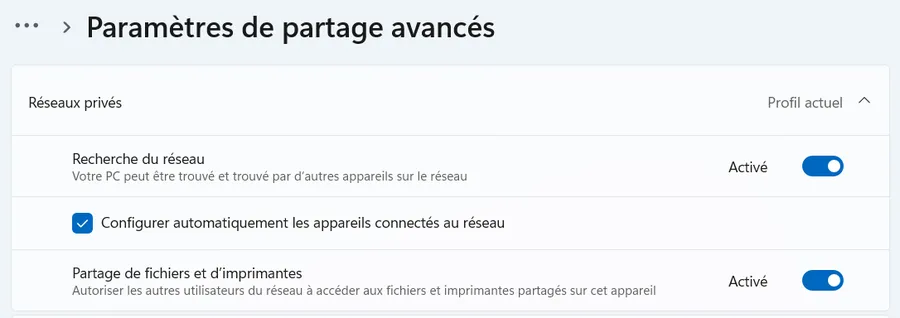 ... > Paramètres de partage avancés
Réseaux privés Profil actuel
Recherche du réseau
Votre PC peut être trouvé et trouvé par d'autres appareils sur le réseau Activé
Configurer automatiquement les appareils connectés au réseau
Partage de fichiers et d'imprimantes
Autoriser les autres utilisateurs du réseau à accéder aux fichiers et imprimantes partagés sur cet appareil Activé